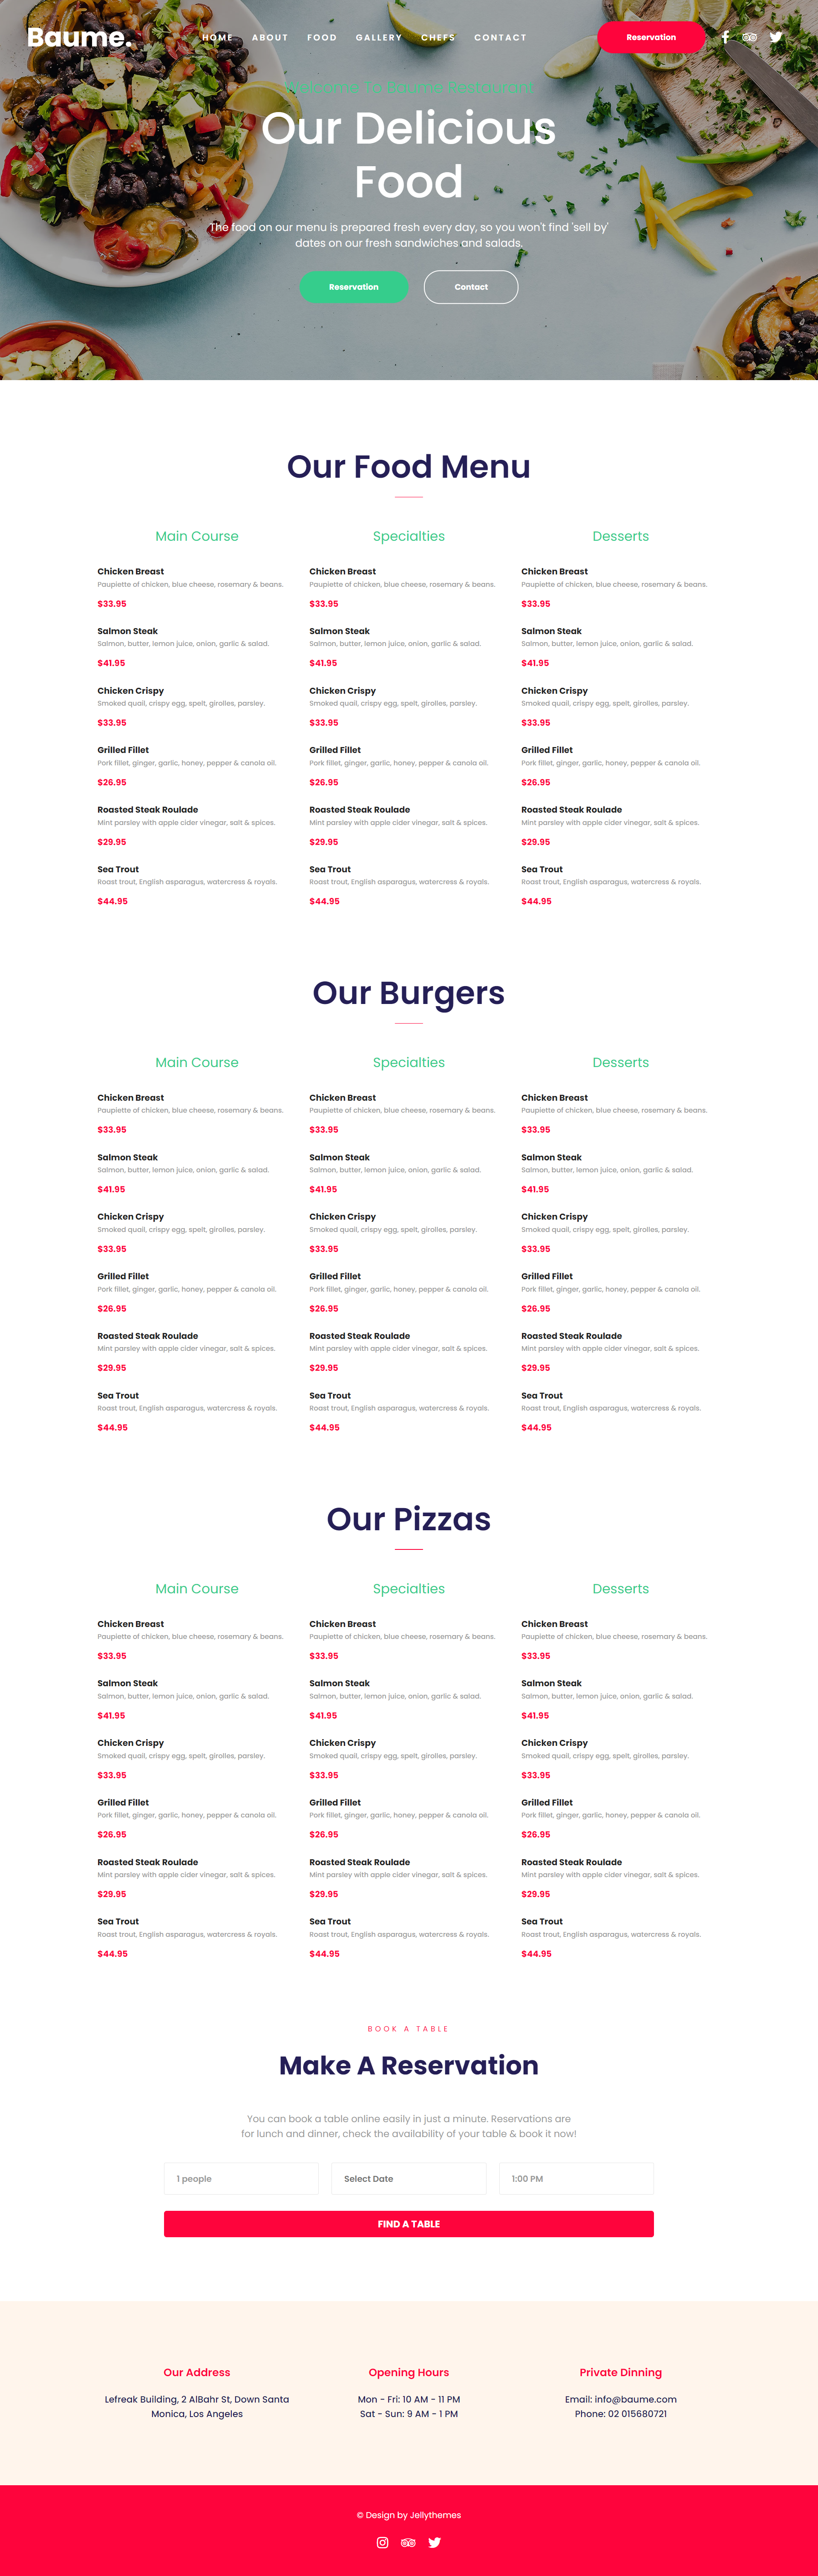 Baume.
HOME ABOUT FOOD GALLERY CHEFS CONTACT
Reservation
Welcome To Baume Restaurant
Our Delicious
Food
The food on our menu is prepared fresh every day, so you won't find 'sell by'
dates on our fresh sandwiches and salads.
Reservation
Contact
Our Food Menu
Main Course
Chicken Breast
Paupiette of chicken, blue cheese, rosemary & beans.
$33.95
Salmon Steak
Salmon, butter, lemon juice, onion, garlic & salad.
$41.95
Chicken Crispy
Smoked quail, crispy egg, spelt, girolles, parsley.
$33.95
Grilled Fillet
Pork fillet, ginger, garlic, honey, pepper & canola oil.
$26.95
Roasted Steak Roulade
Mint parsley with apple cider vinegar, salt & spices.
$29.95
Sea Trout
Roast trout, English asparagus, watercress & royals.
$44.95
Specialties
Chicken Breast
Paupiette of chicken, blue cheese, rosemary & beans.
$33.95
Salmon Steak
Salmon, butter, lemon juice, onion, garlic & salad.
$41.95
Chicken Crispy
Smoked quail, crispy egg, spelt, girolles, parsley.
$33.95
Grilled Fillet
Pork fillet, ginger, garlic, honey, pepper & canola oil.
$26.95
Roasted Steak Roulade
Mint parsley with apple cider vinegar, salt & spices.
$29.95
Sea Trout
Roast trout, English asparagus, watercress & royals.
$44.95
Desserts
Chicken Breast
Paupiette of chicken, blue cheese, rosemary & beans.
$33.95
Salmon Steak
Salmon, butter, lemon juice, onion, garlic & salad.
$41.95
Chicken Crispy
Smoked quail, crispy egg, spelt, girolles, parsley.
$33.95
Grilled Fillet
Pork fillet, ginger, garlic, honey, pepper & canola oil.
$26.95
Roasted Steak Roulade
Mint parsley with apple cider vinegar, salt & spices.
$29.95
Sea Trout
Roast trout, English asparagus, watercress & royals.
$44.95
Our Burgers
Main Course
Chicken Breast
Paupiette of chicken, blue cheese, rosemary & beans.
$33.95
Salmon Steak
Salmon, butter, lemon juice, onion, garlic & salad.
$41.95
Chicken Crispy
Smoked quail, crispy egg, spelt, girolles, parsley.
$33.95
Grilled Fillet
Pork fillet, ginger, garlic, honey, pepper & canola oil.
$26.95
Roasted Steak Roulade
Mint parsley with apple cider vinegar, salt & spices.
$29.95
Sea Trout
Roast trout, English asparagus, watercress & royals.
$44.95
Specialties
Chicken Breast
Paupiette of chicken, blue cheese, rosemary & beans.
$33.95
Salmon Steak
Salmon, butter, lemon juice, onion, garlic & salad.
$41.95
Chicken Crispy
Smoked quail, crispy egg, spelt, girolles, parsley.
$33.95
Grilled Fillet
Pork fillet, ginger, garlic, honey, pepper & canola oil.
$26.95
Roasted Steak Roulade
Mint parsley with apple cider vinegar, salt & spices.
$29.95
Sea Trout
Roast trout, English asparagus, watercress & royals.
$44.95
Desserts
Chicken Breast
Paupiette of chicken, blue cheese, rosemary & beans.
$33.95
Salmon Steak
Salmon, butter, lemon juice, onion, garlic & salad.
$41.95
Chicken Crispy
Smoked quail, crispy egg, spelt, girolles, parsley.
$33.95
Grilled Fillet
Pork fillet, ginger, garlic, honey, pepper & canola oil.
$26.95
Roasted Steak Roulade
Mint parsley with apple cider vinegar, salt & spices.
$29.95
Sea Trout
Roast trout, English asparagus, watercress & royals.
$44.95
Our Pizzas
Main Course
Chicken Breast
Paupiette of chicken, blue cheese, rosemary & beans.
$33.95
Salmon Steak
Salmon, butter, lemon juice, onion, garlic & salad.
$41.95
Chicken Crispy
Smoked quail, crispy egg, spelt, girolles, parsley.
$33.95
Grilled Fillet
Pork fillet, ginger, garlic, honey, pepper & canola oil.
$26.95
Roasted Steak Roulade
Mint parsley with apple cider vinegar, salt & spices.
$29.95
Sea Trout
Roast trout, English asparagus, watercress & royals.
$44.95
Specialties
Chicken Breast
Paupiette of chicken, blue cheese, rosemary & beans.
$33.95
Salmon Steak
Salmon, butter, lemon juice, onion, garlic & salad.
$41.95
Chicken Crispy
Smoked quail, crispy egg, spelt, girolles, parsley.
$33.95
Grilled Fillet
Pork fillet, ginger, garlic, honey, pepper & canola oil.
$26.95
Roasted Steak Roulade
Mint parsley with apple cider vinegar, salt & spices.
$29.95
Sea Trout
Roast trout, English asparagus, watercress & royals.
$44.95
Desserts
Chicken Breast
Paupiette of chicken, blue cheese, rosemary & beans.
$33.95
Salmon Steak
Salmon, butter, lemon juice, onion, garlic & salad.
$41.95
Chicken Crispy
Smoked quail, crispy egg, spelt, girolles, parsley.
$33.95
Grilled Fillet
Pork fillet, ginger, garlic, honey, pepper & canola oil.
$26.95
Roasted Steak Roulade
Mint parsley with apple cider vinegar, salt & spices.
$29.95
Sea Trout
Roast trout, English asparagus, watercress & royals.
$44.95
BOOK A TABLE
Make A Reservation
You can book a table online easily in just a minute. Reservations are
for lunch and dinner, check the availability of your table & book it now!
1 people
Select Date
1:00 PM
FIND A TABLE
Our Address
Lefreak Building, 2 AlBahr St, Down Santa
Monica, Los Angeles
Opening Hours
Mon - Fri: 10 AM - 11 PM
Sat - Sun: 9 AM - 1 PM
Private Dinning
Email: info@baume.com
Phone: 02 015680721
© Design by Jellythemes